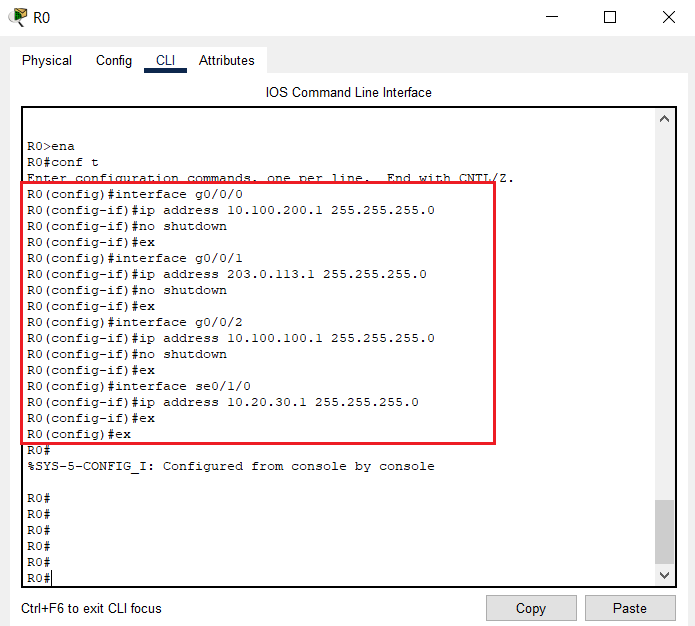 R0
Physical Config CLI Attributes
IOS Command Line Interface
R0>ena
R0#conf t
Enter configuration commands, one per line. End with CNTL/Z.
R0(config)#interface g0/0/0
R0(config-if)#ip address 10.100.200.1 255.255.255.0
R0(config-if)#no shutdown
R0(config-if)#ex
R0(config)#interface g0/0/1
R0(config-if)#ip address 203.0.113.1 255.255.255.0
R0(config-if)#no shutdown
R0(config-if)#ex
R0(config)#interface g0/0/2
R0(config-if)#ip address 10.100.100.1 255.255.255.0
R0(config-if)#no shutdown
R0(config-if)#ex
R0(config)#interface se0/1/0
R0(config-if)#ip address 10.20.30.1 255.255.255.0
R0(config-if)#ex
R0(config)#ex
R0#
%SYS-5-CONFIG_I: Configured from console by console
R0#
R0#
R0#
R0#
R0#
R0#
Ctrl+F6 to exit CLI focus Copy Paste